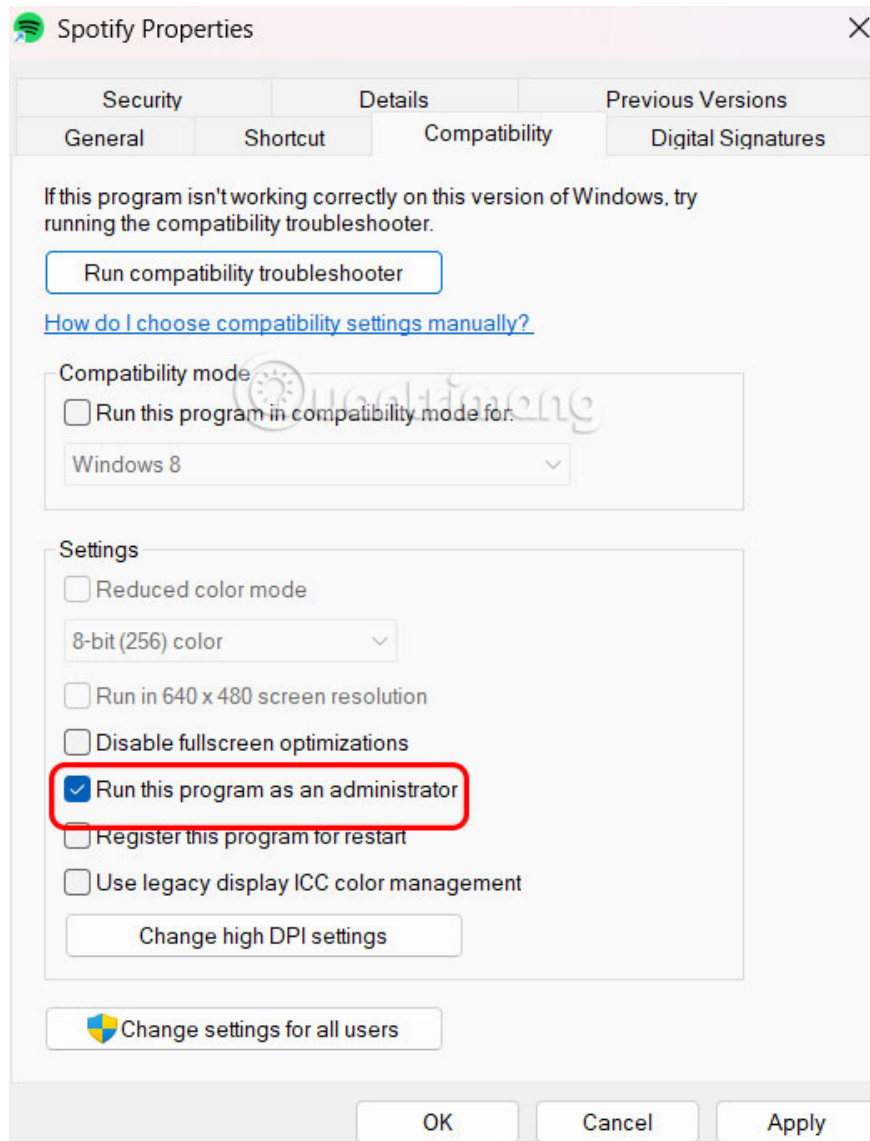 Spotify Properties
Security Details Previous Versions
General Shortcut Compatibility Digital Signatures
If this program isn't working correctly on this version of Windows, try
running the compatibility troubleshooter.
Run compatibility troubleshooter
How do I choose compatibility settings manually?
Compatibility mode
Quantrimang
Run this program in compatibility mode for:
Windows 8
Settings
Reduced color mode
8-bit (256) color
Run in 640 x 480 screen resolution
Disable fullscreen optimizations
Run this program as an administrator
Register this program for restart
Use legacy display ICC color management
Change high DPI settings
Change settings for all users
OK Cancel Apply